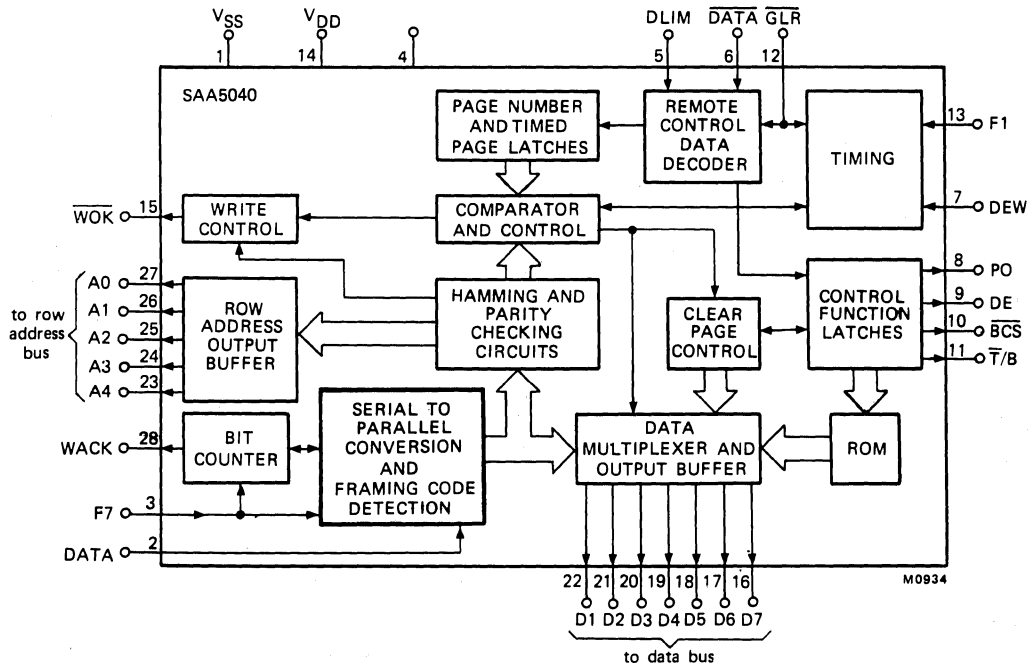 VSS VDD DLIM DATA GLR
1 14 4 5 6 12
SAA5040
PAGE NUMBER
AND TIMED
PAGE LATCHES
REMOTE
CONTROL
DATA
DECODER
TIMING
13 F1
7 DEW
WOK 15
WRITE
CONTROL
COMPARATOR
AND CONTROL
8 PO
9 DE
10 BCS
11 T/B
to row
address
bus
A0 27
A1 26
A2 25
A3 24
A4 23
ROW
ADDRESS
OUTPUT
BUFFER
HAMMING AND
PARITY
CHECKING
CIRCUITS
CLEAR
PAGE
CONTROL
CONTROL
FUNCTION
LATCHES
WACK 28
BIT
COUNTER
SERIAL TO
PARALLEL
CONVERSION
AND
FRAMING CODE
DETECTION
DATA
MULTIPLEXER AND
OUTPUT BUFFER
ROM
F7 3
DATA 2
22 21 20 19 18 17 16
M0934
D1 D2 D3 D4 D5 D6 D7
to data bus